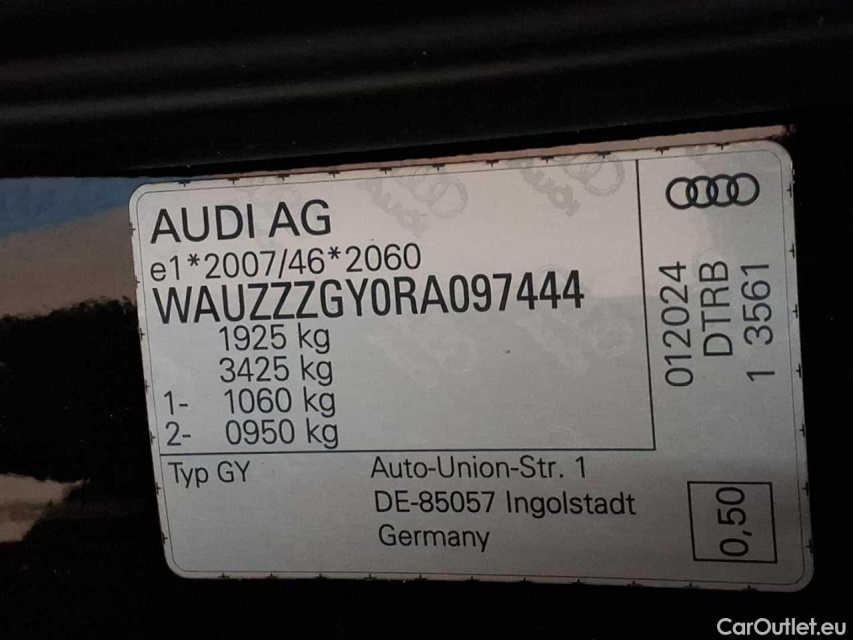 AUDI AG
e1*2007/46*2060
WAUZZZGY0RA097444
1925 kg
3425 kg
1- 1060 kg
2- 0950 kg
Typ GY
Auto-Union-Str. 1
DE-85057 Ingolstadt
Germany
012024
DTRB
1 3561
0,50
CarOutlet.eu